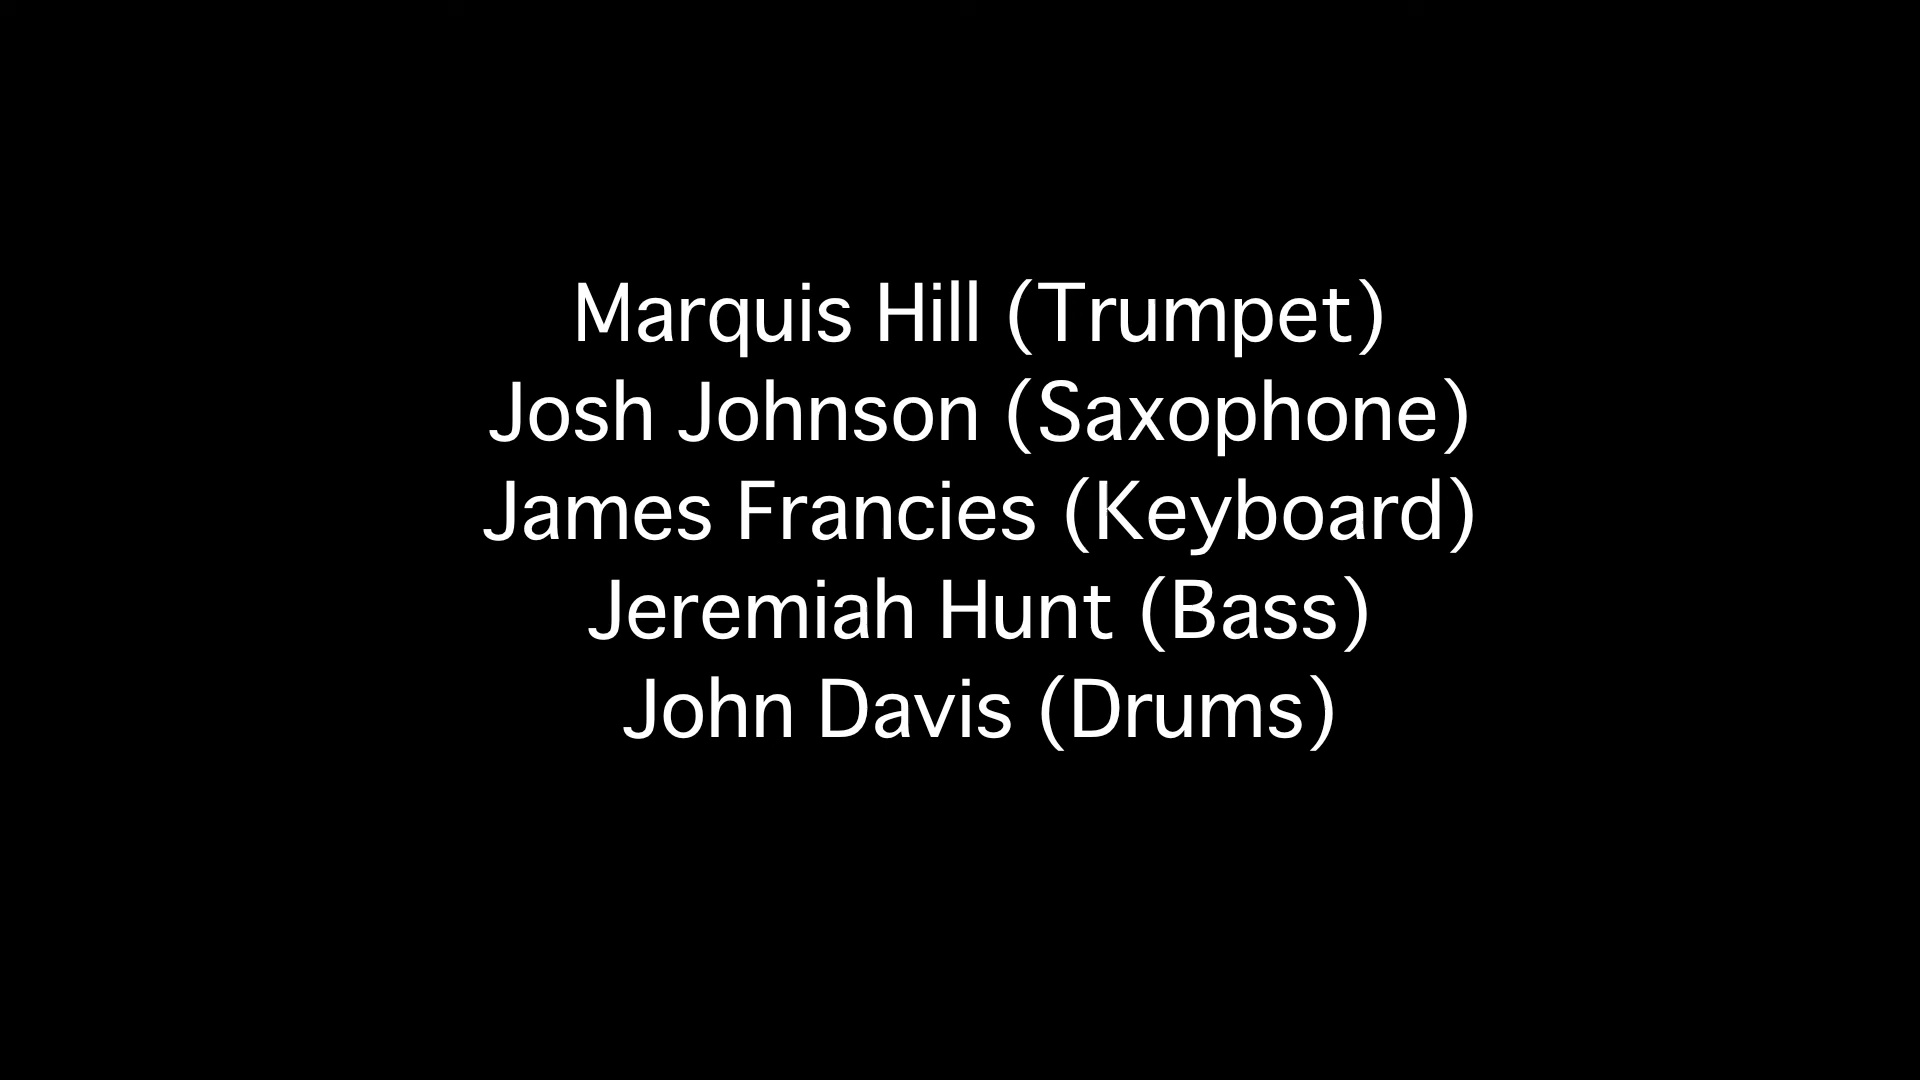 Marquis Hill (Trumpet)
Josh Johnson (Saxophone)
James Francies (Keyboard)
Jeremiah Hunt (Bass)
John Davis (Drums)